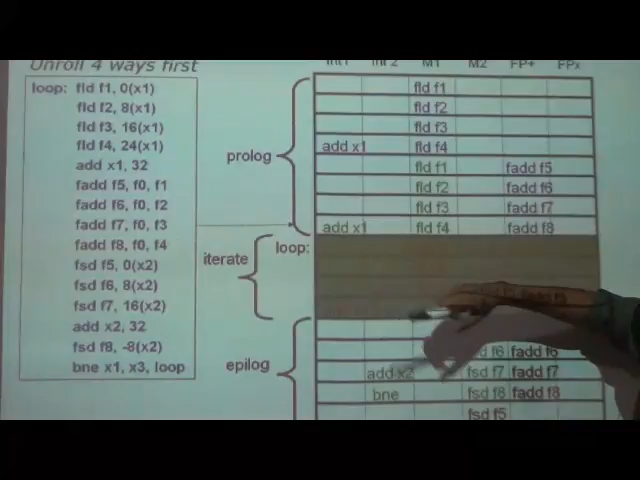 Unroll 4 ways first
Int1 Int 2 M1 M2 FP+ FPx
loop: fld f1, 0(x1)
fld f2, 8(x1)
fld f3, 16(x1)
fld f4, 24(x1)
add x1, 32
fadd f5, f0, f1
fadd f6, f0, f2
fadd f7, f0, f3
fadd f8, f0, f4
fsd f5, 0(x2)
fsd f6, 8(x2)
fsd f7, 16(x2)
add x2, 32
fsd f8, -8(x2)
bne x1, x3, loop
prolog
iterate
epilog
loop:
fld f1
fld f2
fld f3
add x1 fld f4
fld f1 fadd f5
fld f2 fadd f6
fld f3 fadd f7
add x1 fld f4 fadd f8
f6 fadd f6
add x2 fsd f7 fadd f7
bne fsd f8 fadd f8
fsd f5